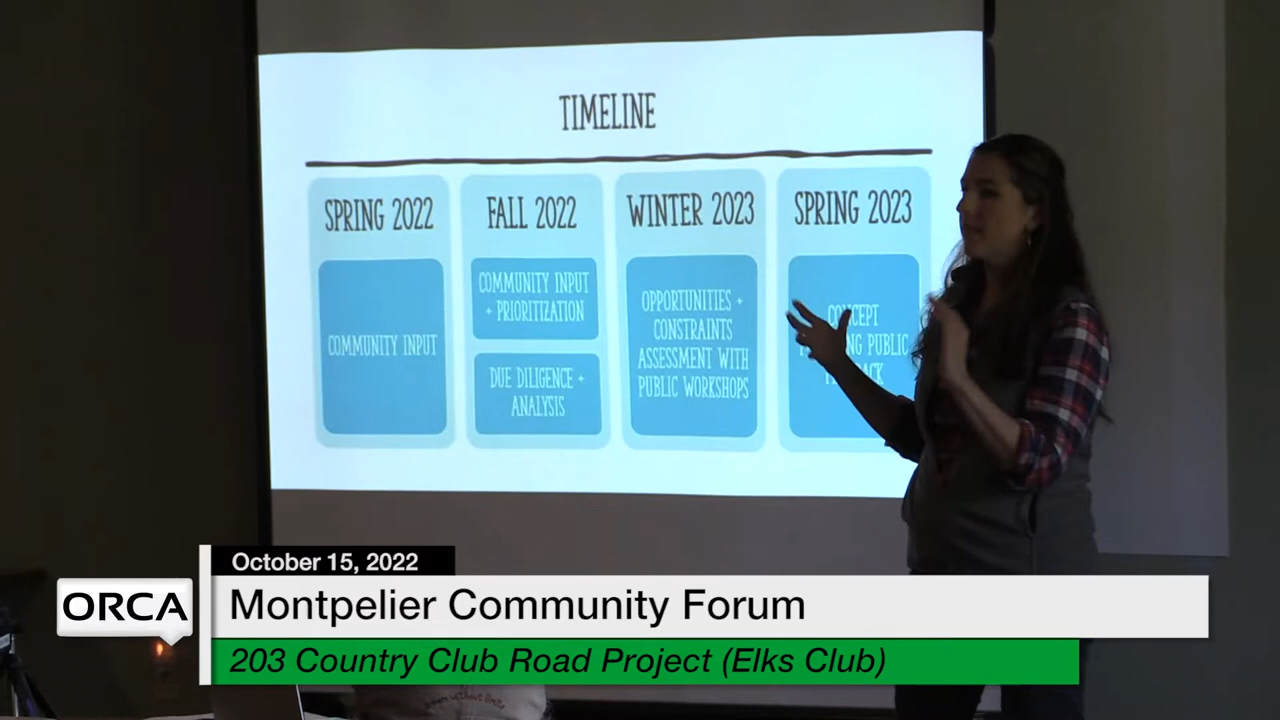 TIMELINE
SPRING 2022
COMMUNITY INPUT
FALL 2022
COMMUNITY INPUT
+ PRIORITIZATION
DUE DILIGENCE +
ANALYSIS
WINTER 2023
OPPORTUNITIES +
CONSTRAINTS
ASSESSMENT WITH
PUBLIC WORKSHOPS
SPRING 2023
CONCEPT
PUBLIC
October 15, 2022
ORCA
Montpelier Community Forum
203 Country Club Road Project (Elks Club)